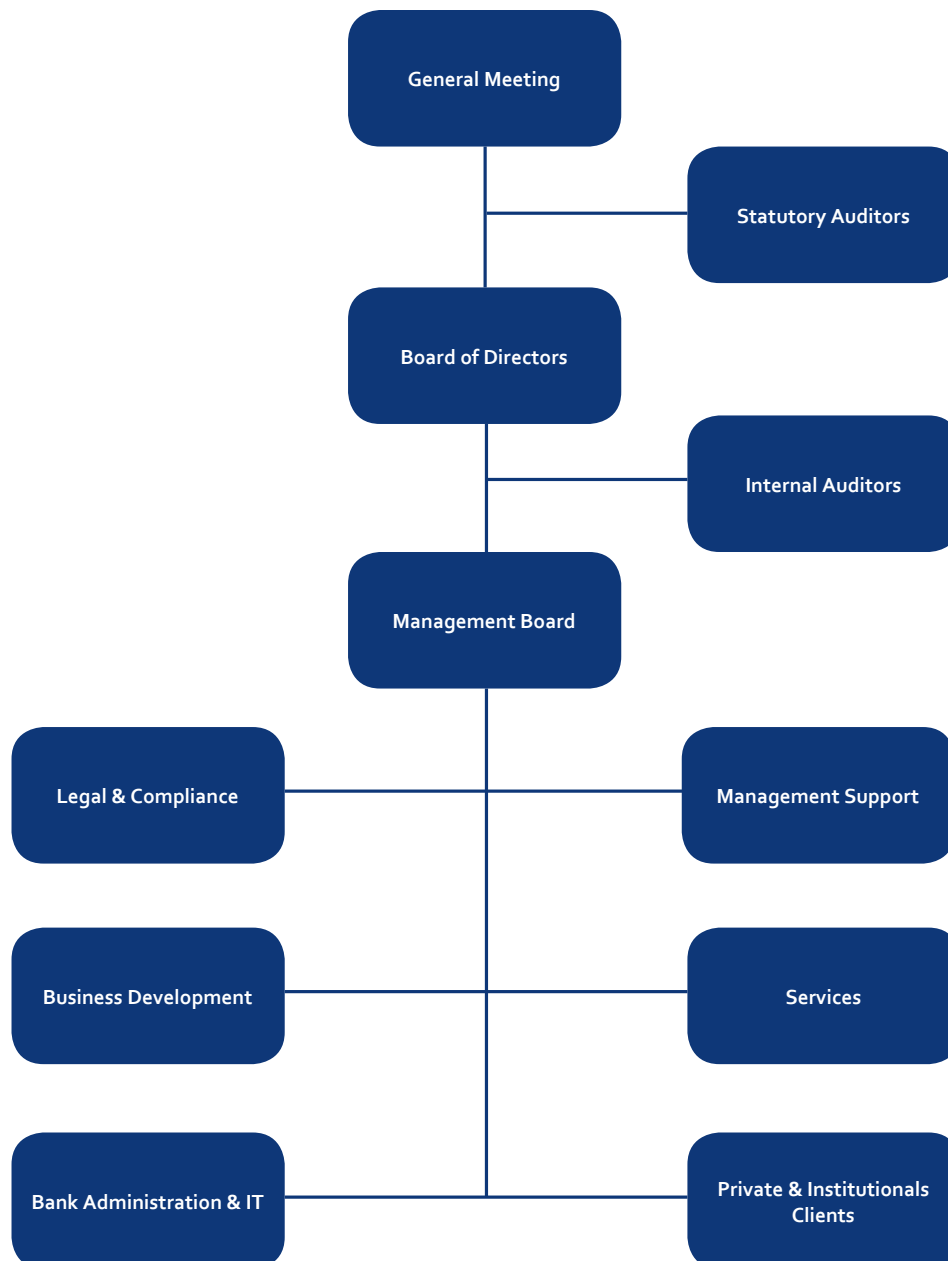 General Meeting
Statutory Auditors
Board of Directors
Internal Auditors
Management Board
Legal & Compliance
Management Support
Business Development
Services
Bank Administration & IT
Private & Institutionals
Clients